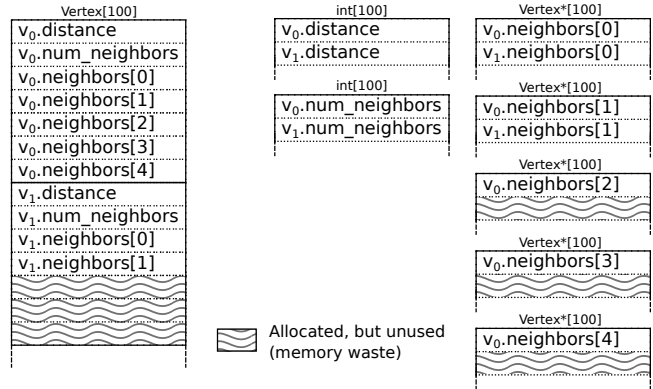 Vertex[100]
v₀.distance
v₀.num_neighbors
v₀.neighbors[0]
v₀.neighbors[1]
v₀.neighbors[2]
v₀.neighbors[3]
v₀.neighbors[4]
v₁.distance
v₁.num_neighbors
v₁.neighbors[0]
v₁.neighbors[1]
int[100]
v₀.distance
v₁.distance
int[100]
v₀.num_neighbors
v₁.num_neighbors
Vertex*[100]
v₀.neighbors[0]
v₁.neighbors[0]
Vertex*[100]
v₀.neighbors[1]
v₁.neighbors[1]
Vertex*[100]
v₀.neighbors[2]
Vertex*[100]
v₀.neighbors[3]
Vertex*[100]
v₀.neighbors[4]
Allocated, but unused
(memory waste)